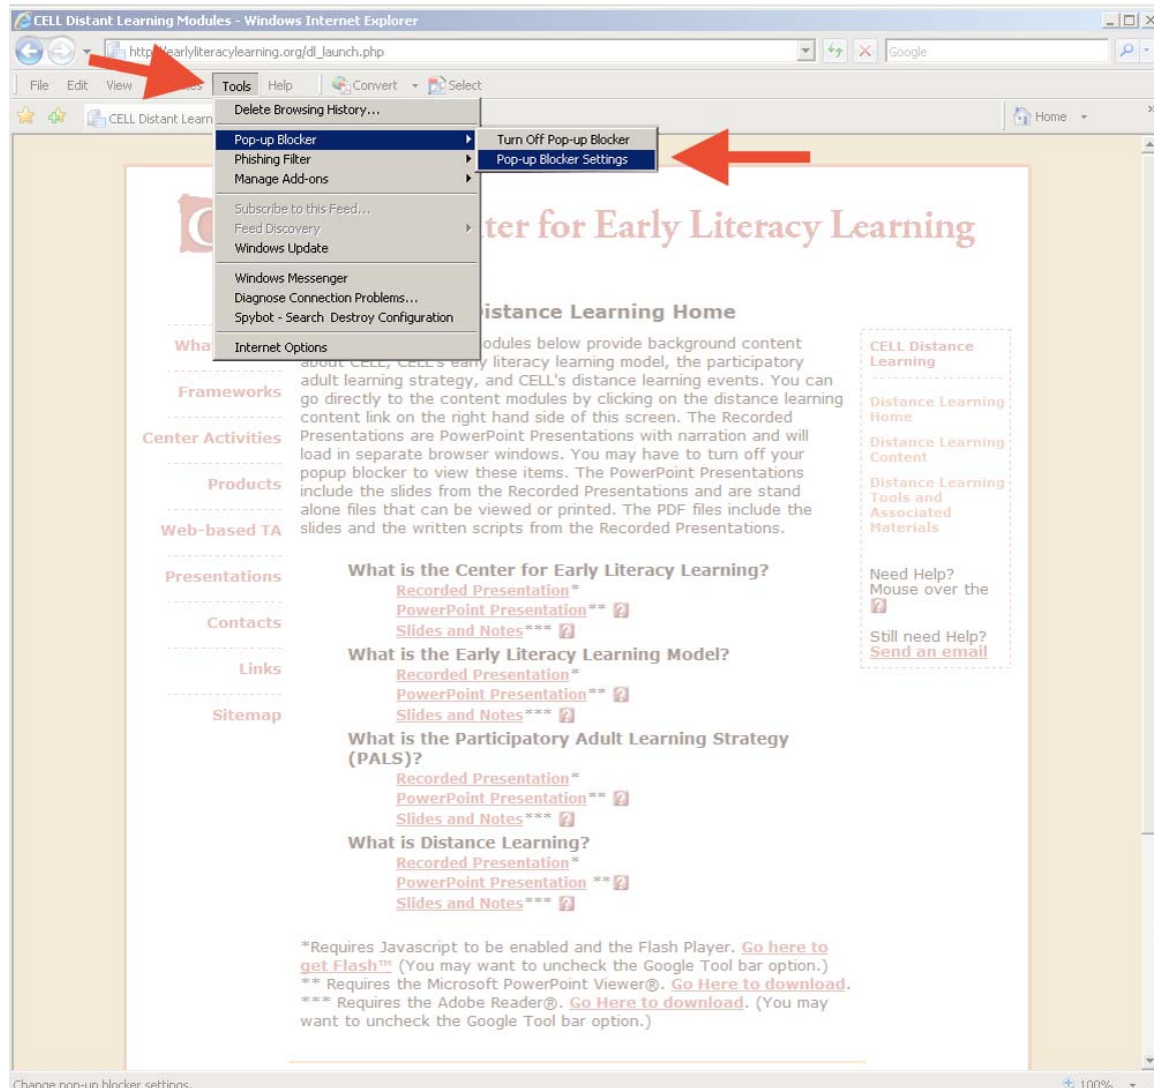 CELL Distant Learning Modules - Windows Internet Explorer
earlyliteracylearning.org/dl_launch.php
Google
File Edit View Tools Help Convert Select
CELL Distant Learn
Home
Delete Browsing History...
Pop-up Blocker
Turn Off Pop-up Blocker
Phishing Filter
Pop-up Blocker Settings
Manage Add-ons
Subscribe to this Feed...
Feed Discovery
Windows Update
Windows Messenger
Diagnose Connection Problems...
Spybot - Search Destroy Configuration
Internet Options
ter for Early Literacy Learning
istance Learning Home
Wha
Frameworks
Center Activities
Products
Web-based TA
Presentations
Contacts
Links
Sitemap
odules below provide background content
about CELL, CELL's early literacy learning model, the participatory
adult learning strategy, and CELL's distance learning events. You can
go directly to the content modules by clicking on the distance learning
content link on the right hand side of this screen. The Recorded
Presentations are PowerPoint Presentations with narration and will
load in separate browser windows. You may have to turn off your
popup blocker to view these items. The PowerPoint Presentations
include the slides from the Recorded Presentations and are stand
alone files that can be viewed or printed. The PDF files include the
slides and the written scripts from the Recorded Presentations.
What is the Center for Early Literacy Learning?
Recorded Presentation*
PowerPoint Presentation** ?
Slides and Notes*** ?
What is the Early Literacy Learning Model?
Recorded Presentation*
PowerPoint Presentation** ?
Slides and Notes*** ?
What is the Participatory Adult Learning Strategy
(PALS)?
Recorded Presentation*
PowerPoint Presentation** ?
Slides and Notes*** ?
What is Distance Learning?
Recorded Presentation*
PowerPoint Presentation ** ?
Slides and Notes*** ?
*Requires Javascript to be enabled and the Flash Player. Go here to
get Flash™ (You may want to uncheck the Google Tool bar option.)
** Requires the Microsoft PowerPoint Viewer®. Go Here to download.
*** Requires the Adobe Reader®. Go Here to download. (You may
want to uncheck the Google Tool bar option.)
CELL Distance
Learning
Distance Learning
Home
Distance Learning
Content
Distance Learning
Tools and
Associated
Materials
Need Help?
Mouse over the
?
Still need Help?
Send an email
Change pop-up blocker settings.
100%